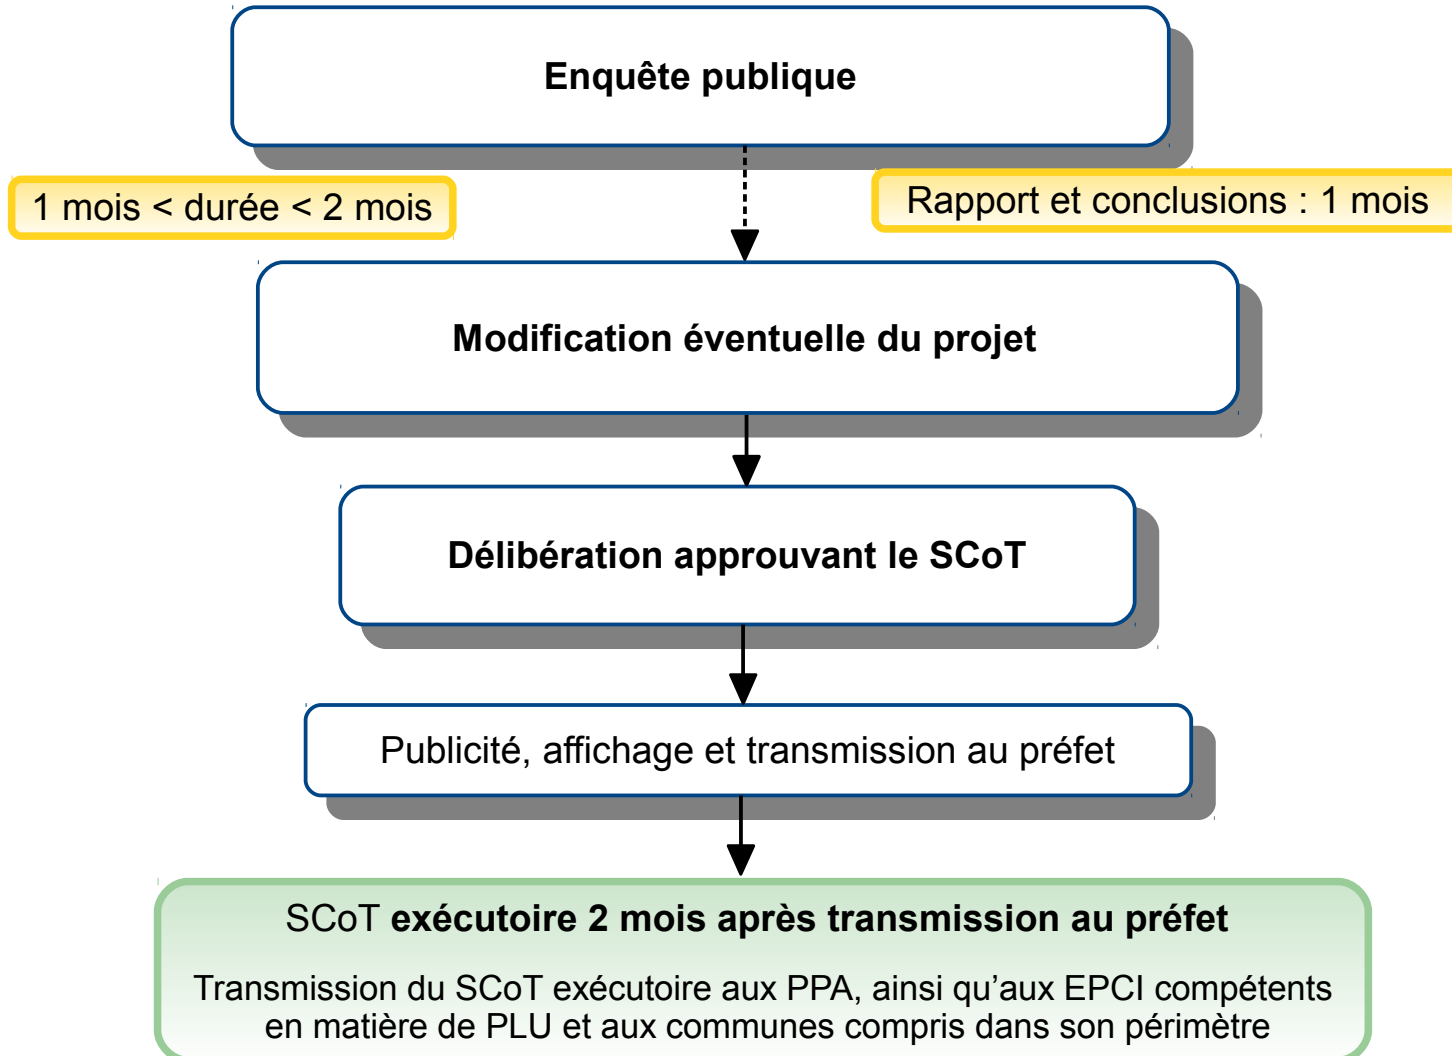 Enquête publique
1 mois < durée < 2 mois
Rapport et conclusions : 1 mois
Modification éventuelle du projet
Délibération approuvant le SCoT
Publicité, affichage et transmission au préfet
SCoT exécutoire 2 mois après transmission au préfet
Transmission du SCoT exécutoire aux PPA, ainsi qu’aux EPCI compétents
en matière de PLU et aux communes compris dans son périmètre